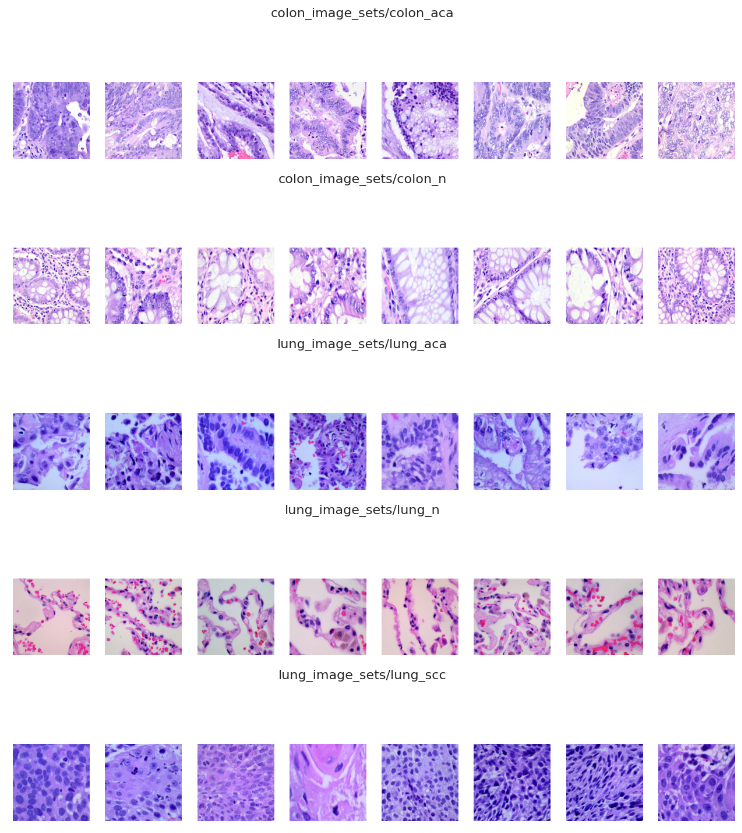 colon_image_sets/colon_aca
colon_image_sets/colon_n
lung_image_sets/lung_aca
lung_image_sets/lung_n
lung_image_sets/lung_scc